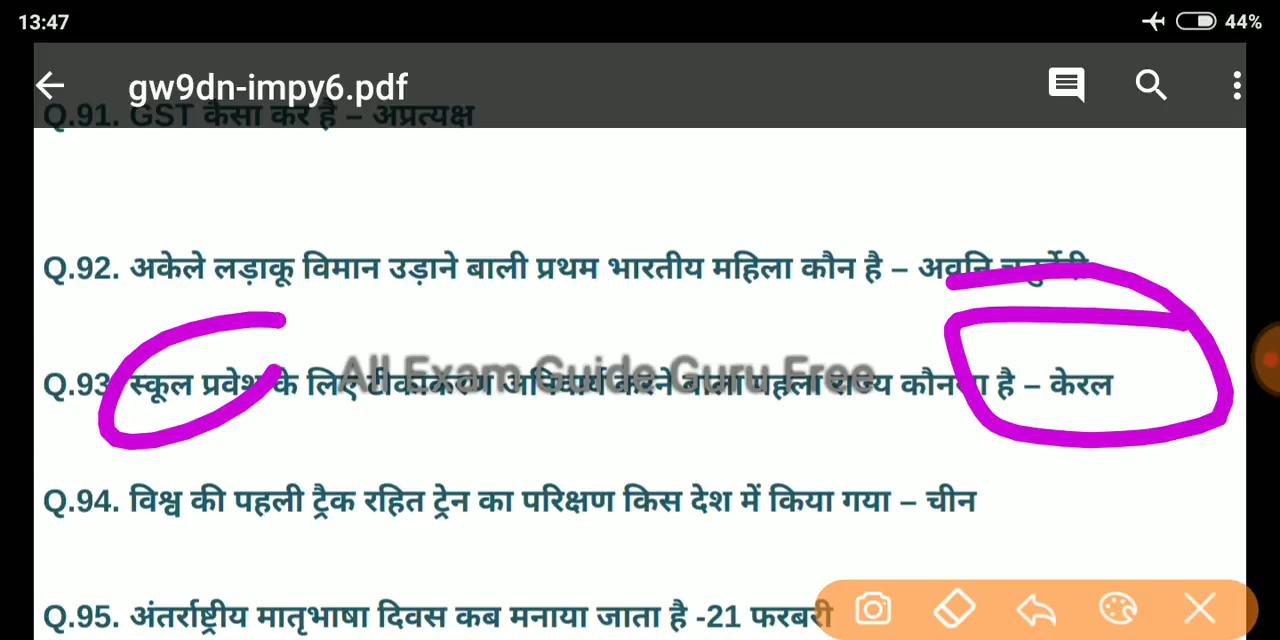 13:47 44%
gw9dn-impy6.pdf
Q.91. GST कैसा कर है – अप्रत्यक्ष
Q.92. अकेले लड़ाकू विमान उड़ाने बाली प्रथम भारतीय महिला कौन है – अवनि चतुर्वेदी
All Exam Guide Guru Free
Q.93. स्कूल प्रवेश के लिए टीकाकरण अनिवार्य करने बाला पहला राज्य कौनसा है – केरल
Q.94. विश्व की पहली ट्रैक रहित ट्रेन का परिक्षण किस देश में किया गया – चीन
Q.95. अंतर्राष्ट्रीय मातृभाषा दिवस कब मनाया जाता है -21 फरबरी